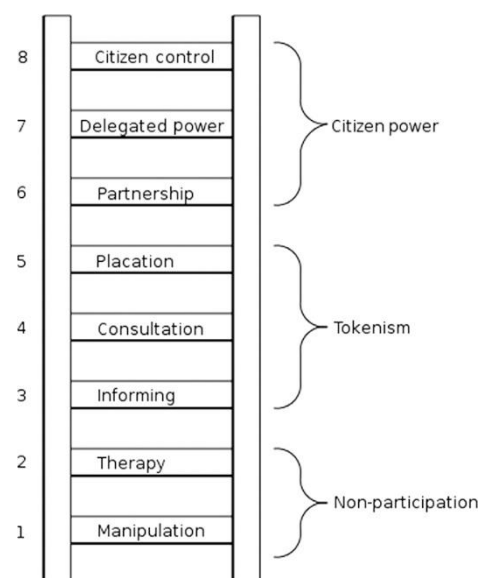 8 Citizen control
7 Delegated power
Citizen power
6 Partnership
5 Placation
4 Consultation
Tokenism
3 Informing
2 Therapy
Non-participation
1 Manipulation